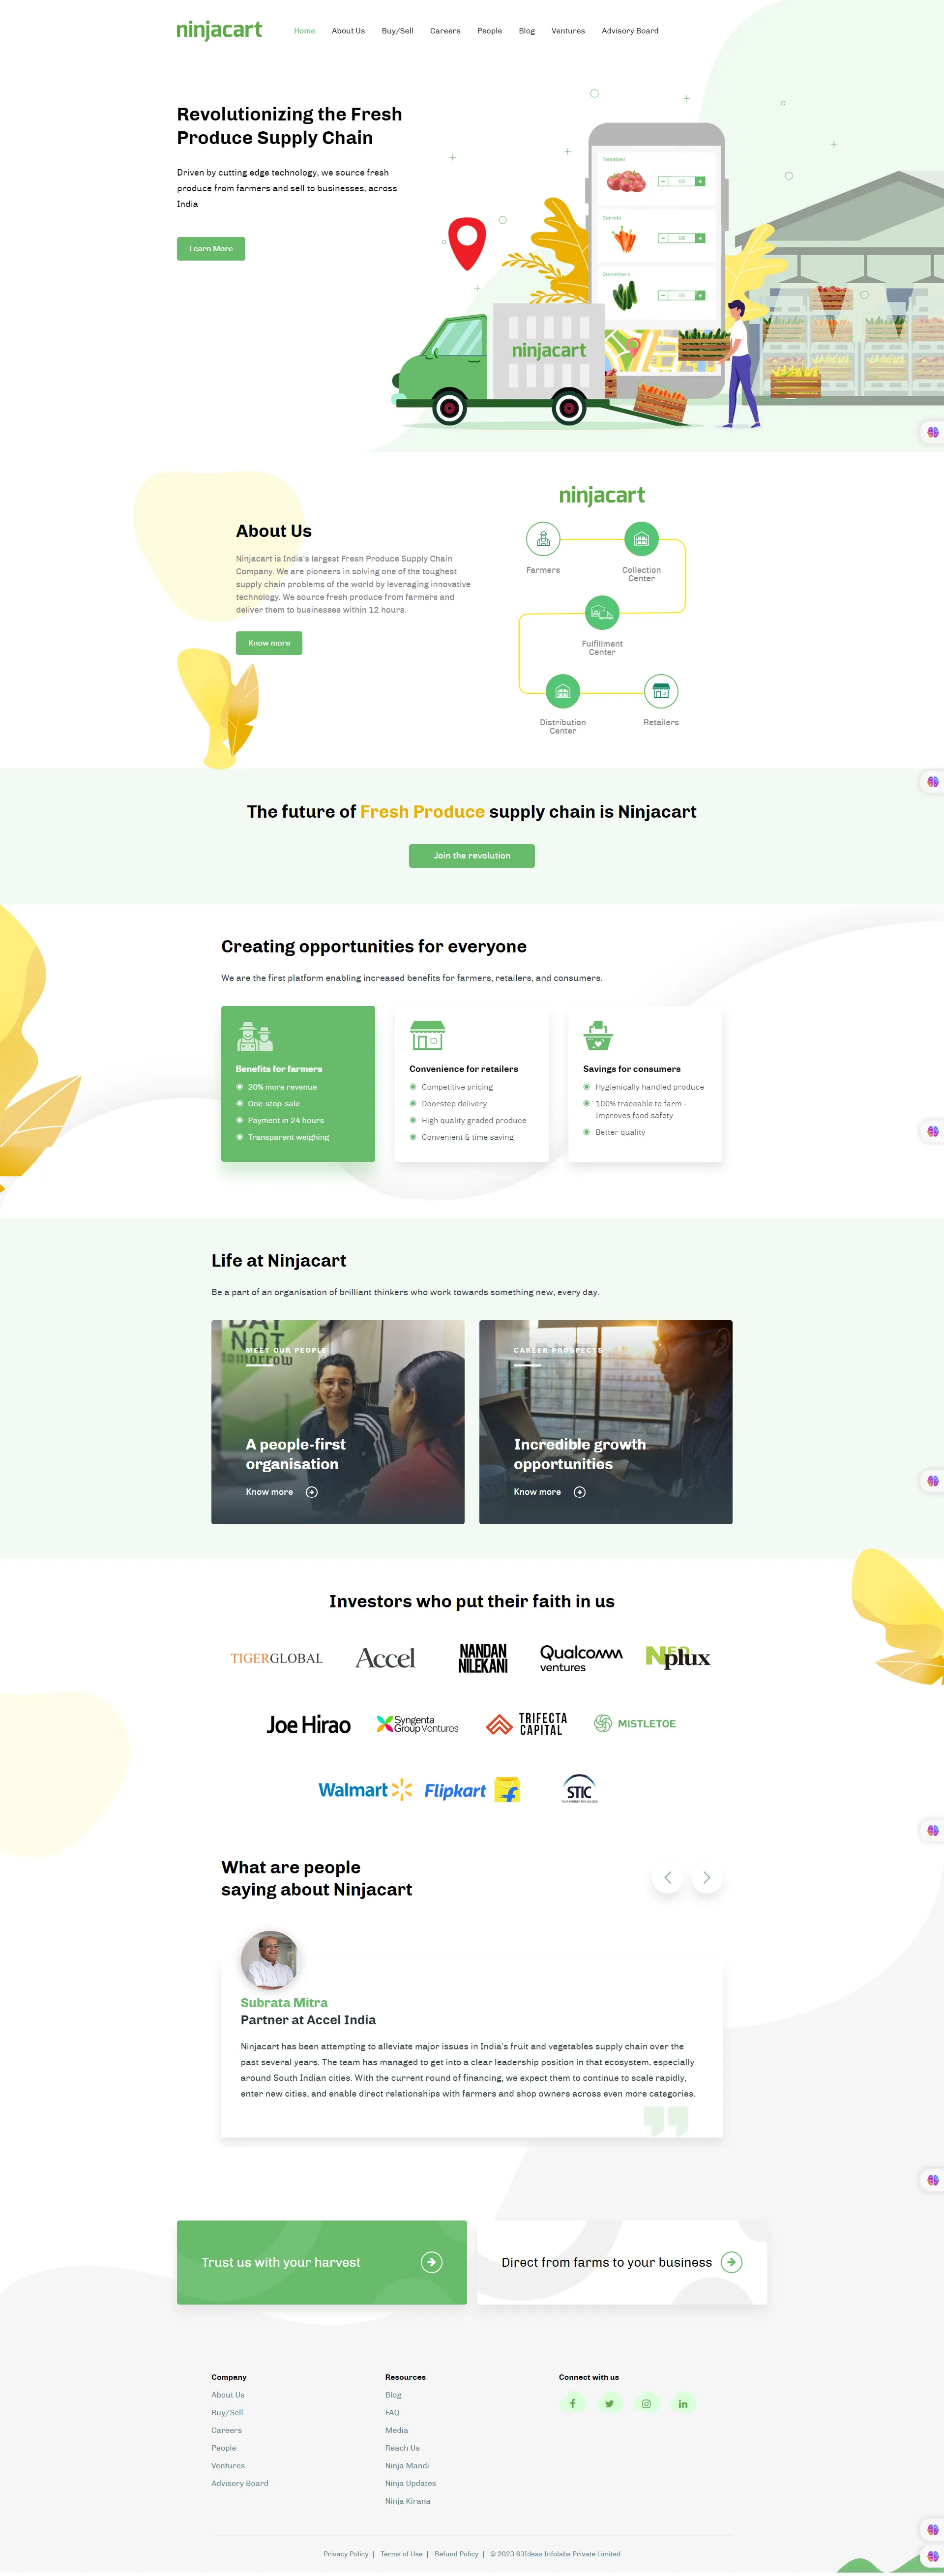 ninjacart
Home About Us Buy/Sell Careers People Blog Ventures Advisory Board
Revolutionizing the Fresh
Produce Supply Chain
Driven by cutting edge technology, we source fresh
produce from farmers and sell to businesses, across
India
Learn More
Tomatoes
Carrots
Cucumbers
ninjacart
ninjacart
About Us
Ninjacart is India's largest Fresh Produce Supply Chain
Company. We are pioneers in solving one of the toughest
supply chain problems of the world by leveraging innovative
technology. We source fresh produce from farmers and
deliver them to businesses within 12 hours.
Know more
Farmers
Collection
Center
Fulfillment
Center
Distribution
Center
Retailers
The future of Fresh Produce supply chain is Ninjacart
Join the revolution
Creating opportunities for everyone
We are the first platform enabling increased benefits for farmers, retailers, and consumers.
Benefits for farmers
20% more revenue
One-stop-sale
Payment in 24 hours
Transparent weighing
Convenience for retailers
Competitive pricing
Doorstep delivery
High quality graded produce
Convenient & time saving
Savings for consumers
Hygienically handled produce
100% traceable to farm -
Improves food safety
Better quality
Life at Ninjacart
Be a part of an organisation of brilliant thinkers who work towards something new, every day.
DAY
NOT
tomorrow
MEET OUR PEOPLE
A people-first
organisation
Know more
CAREER PROSPECTS
Incredible growth
opportunities
Know more
Investors who put their faith in us
TIGERGLOBAL
Accel
NANDAN
NILEKANI
Qualcomm
ventures
NEO
plux
Joe Hirao
Syngenta
Group Ventures
TRIFECTA
CAPITAL
MISTLETOE
Walmart
Flipkart
STIC
What are people
saying about Ninjacart
Subrata Mitra
Partner at Accel India
Ninjacart has been attempting to alleviate major issues in India's fruit and vegetables supply chain over the
past several years. The team has managed to get into a clear leadership position in that ecosystem, especially
around South Indian cities. With the current round of financing, we expect them to continue to scale rapidly,
enter new cities, and enable direct relationships with farmers and shop owners across even more categories.
Trust us with your harvest
Direct from farms to your business
Company
About Us
Buy/Sell
Careers
People
Ventures
Advisory Board
Resources
Blog
FAQ
Media
Reach Us
Ninja Mandi
Ninja Updates
Ninja Kirana
Connect with us
Privacy Policy | Terms of Use | Refund Policy | © 2023 63Ideas Infolabs Private Limited